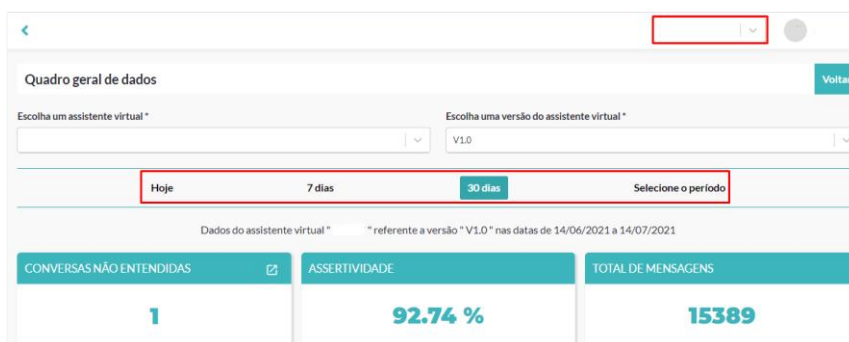 Quadro geral de dados
Voltar
Escolha um assistente virtual *
Escolha uma versão do assistente virtual *
V1.0
Hoje 7 dias 30 dias Selecione o período
Dados do assistente virtual " " referente a versão " V1.0 " nas datas de 14/06/2021 a 14/07/2021
CONVERSAS NÃO ENTENDIDAS ASSERTIVIDADE TOTAL DE MENSAGENS
1 92.74 % 15389